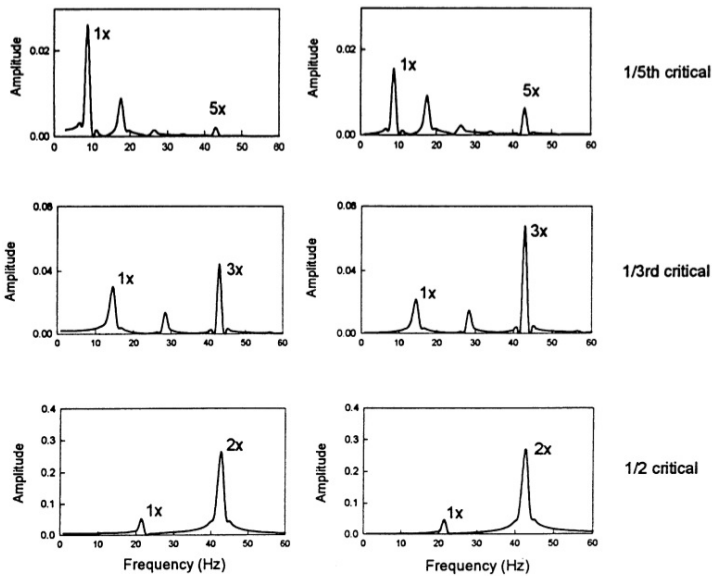 Amplitude
0.02
0.00
0 10 20 30 40 50 60
1x
5x
Amplitude
0.02
0.00
0 10 20 30 40 50 60
1x
5x
1/5th critical
Amplitude
0.08
0.04
0.00
0 10 20 30 40 50 60
1x
3x
Amplitude
0.08
0.04
0.00
0 10 20 30 40 50 60
1x
3x
1/3rd critical
Amplitude
0.4
0.3
0.2
0.1
0.0
0 10 20 30 40 50 60
1x
2x
Frequency (Hz)
Amplitude
0.4
0.3
0.2
0.1
0.0
0 10 20 30 40 50 60
1x
2x
Frequency (Hz)
1/2 critical